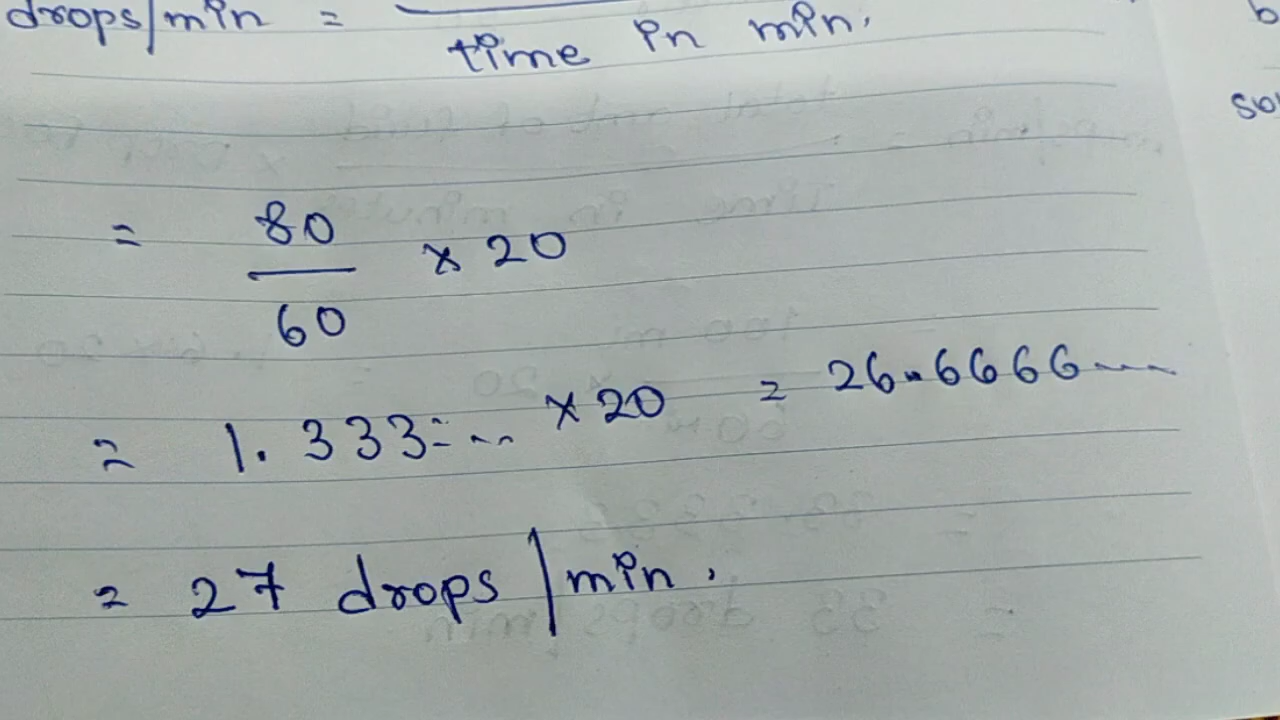 drops/min =
time in min.
= 80
60 × 20
= 1.333... × 20 = 26.6666...
= 27 drops/min.